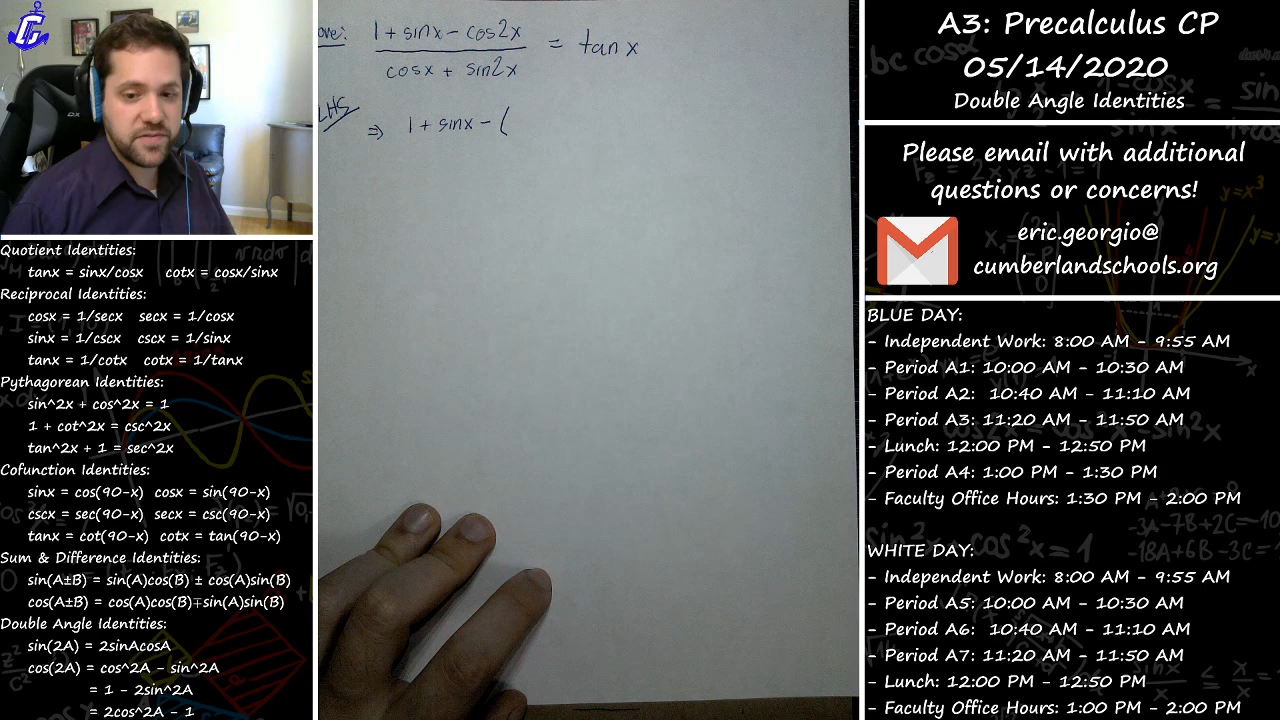 C
Quotient Identities:
tanx = sinx/cosx cotx = cosx/sinx
Reciprocal Identities:
cosx = 1/secx secx = 1/cosx
sinx = 1/cscx cscx = 1/sinx
tanx = 1/cotx cotx = 1/tanx
Pythagorean Identities:
sin^2x + cos^2x = 1
1 + cot^2x = csc^2x
tan^2x + 1 = sec^2x
Cofunction Identities:
sinx = cos(90-x) cosx = sin(90-x)
cscx = sec(90-x) secx = csc(90-x)
tanx = cot(90-x) cotx = tan(90-x)
Sum & Difference Identities:
sin(A±B) = sin(A)cos(B) ± cos(A)sin(B)
cos(A±B) = cos(A)cos(B)∓sin(A)sin(B)
Double Angle Identities:
sin(2A) = 2sinAcosA
cos(2A) = cos^2A - sin^2A
= 1 - 2sin^2A
= 2cos^2A - 1
ove: 1 + sinx - cos2x
= tan x
cosx + sin2x
LHS
⇒ 1 + sinx - (
A3: Precalculus CP
05/14/2020
Double Angle Identities
Please email with additional
questions or concerns!
eric.georgio@
cumberlandschools.org
BLUE DAY:
- Independent Work: 8:00 AM - 9:55 AM
- Period A1: 10:00 AM - 10:30 AM
- Period A2: 10:40 AM - 11:10 AM
- Period A3: 11:20 AM - 11:50 AM
- Lunch: 12:00 PM - 12:50 PM
- Period A4: 1:00 PM - 1:30 PM
- Faculty Office Hours: 1:30 PM - 2:00 PM
WHITE DAY:
- Independent Work: 8:00 AM - 9:55 AM
- Period A5: 10:00 AM - 10:30 AM
- Period A6: 10:40 AM - 11:10 AM
- Period A7: 11:20 AM - 11:50 AM
- Lunch: 12:00 PM - 12:50 PM
- Faculty Office Hours: 1:00 PM - 2:00 PM